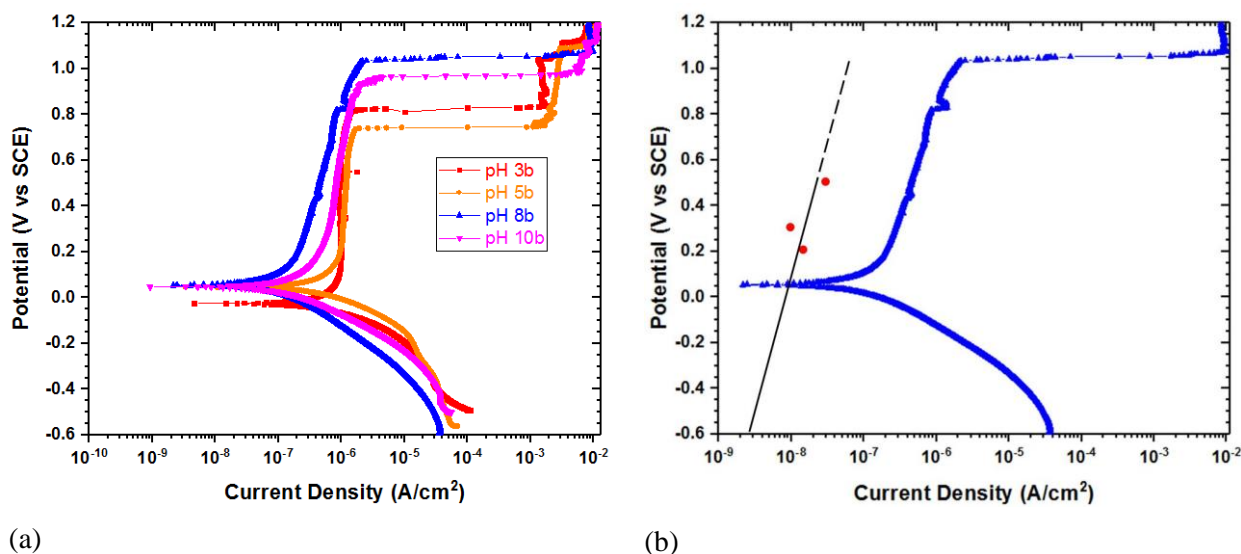 1.2
1.0
0.8
0.6
0.4
0.2
0.0
-0.2
-0.4
-0.6
Potential (V vs SCE)
pH 3b
pH 5b
pH 8b
pH 10b
10-10 10-9 10-8 10-7 10-6 10-5 10-4 10-3 10-2
Current Density (A/cm2)
(a)
1.2
1.0
0.8
0.6
0.4
0.2
0.0
-0.2
-0.4
-0.6
Potential (V vs SCE)
10-9 10-8 10-7 10-6 10-5 10-4 10-3 10-2 10-1
Current Density (A/cm2)
(b)